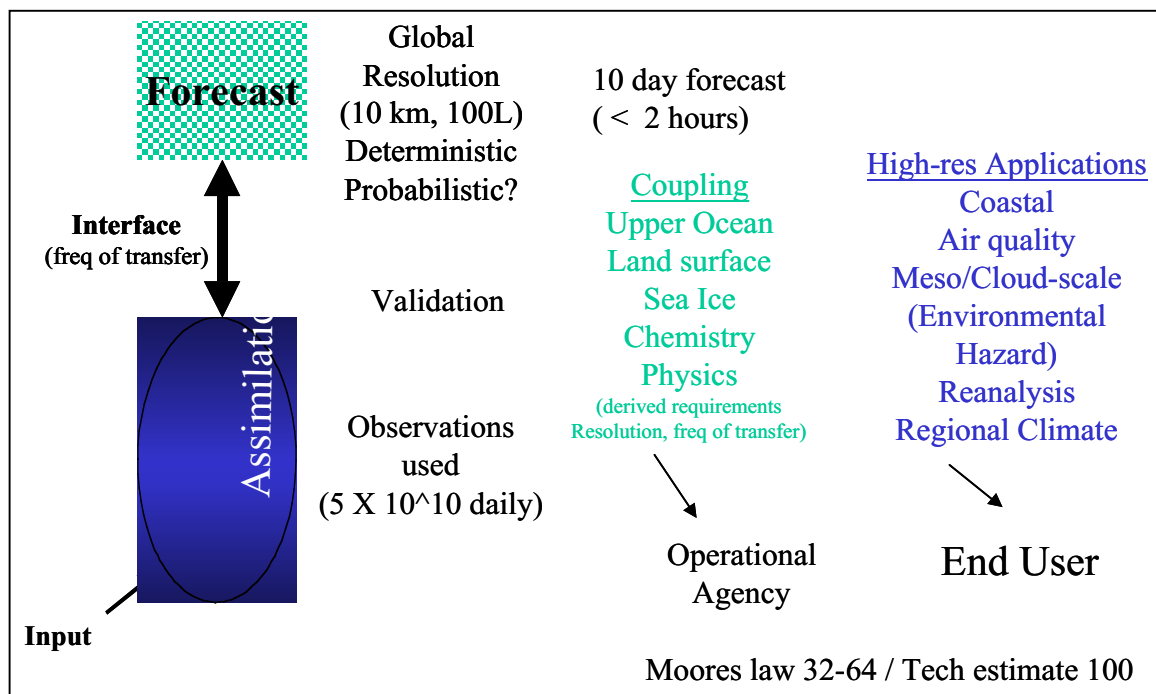 Forecast
Global
Resolution
(10 km, 100L)
Deterministic
Probabilistic?
10 day forecast
( <  2 hours)
Interface
(freq of transfer)
Validation
Assimilatio
Observations
used
(5 X 10^10 daily)
Input
Coupling
Upper Ocean
Land surface
Sea Ice
Chemistry
Physics
(derived requirements
Resolution, freq of transfer)
Operational
Agency
High-res Applications
Coastal
Air quality
Meso/Cloud-scale
(Environmental
Hazard)
Reanalysis
Regional Climate
End User
Moores law 32-64 / Tech estimate 100